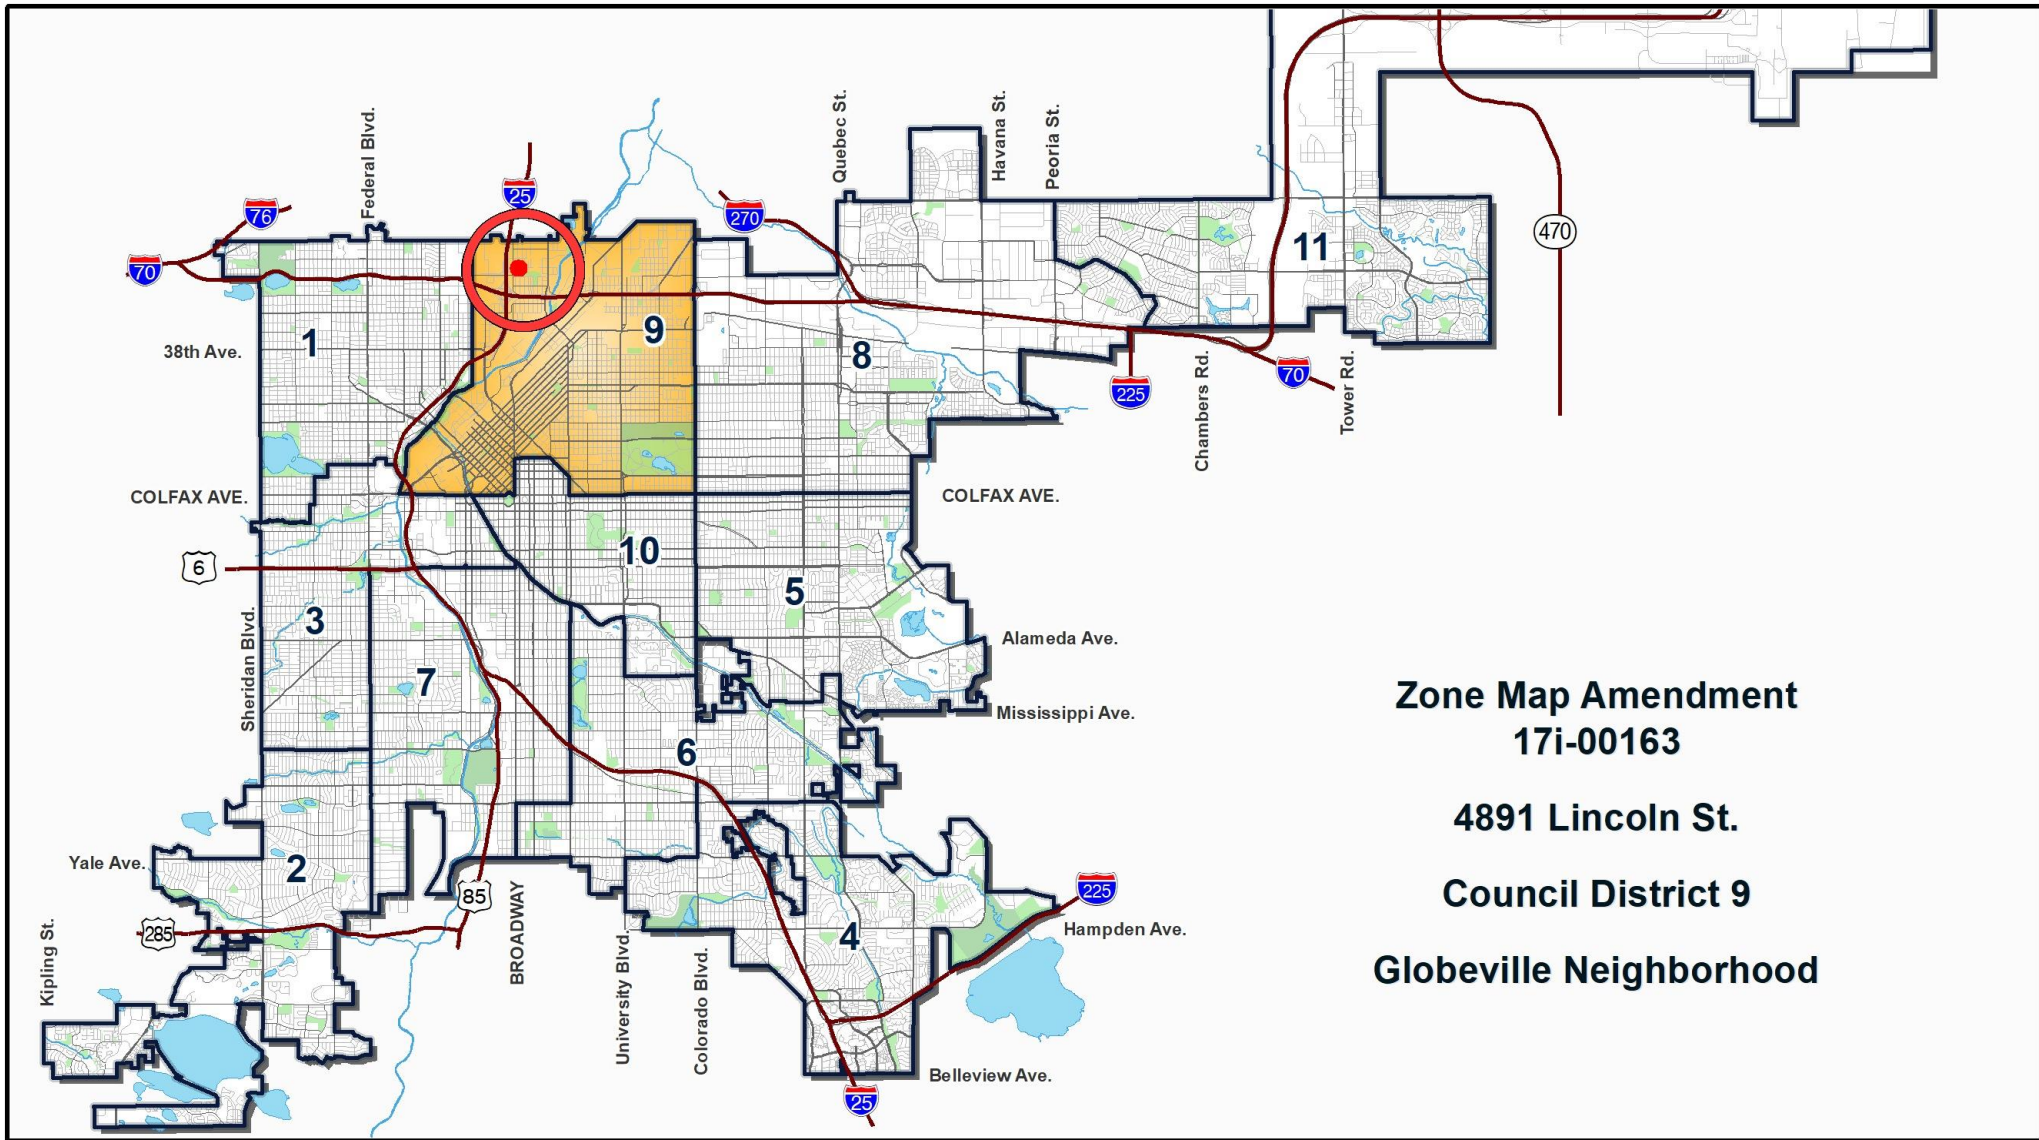 Federal Blvd.
Quebec St.
Havana St.
Peoria St.
25
76
270
70
470
11
9
1
38th Ave.
8
225
70
Chambers Rd.
Tower Rd.
COLFAX AVE.
COLFAX AVE.
10
6
5
3
Sheridan Blvd.
Alameda Ave.
7
Mississippi Ave.
6
Zone Map Amendment
17i-00163
4891 Lincoln St.
Council District 9
Globeville Neighborhood
Yale Ave.
2
85
225
285
Kipling St.
BROADWAY
University Blvd.
Colorado Blvd.
4
Hampden Ave.
Belleview Ave.
25